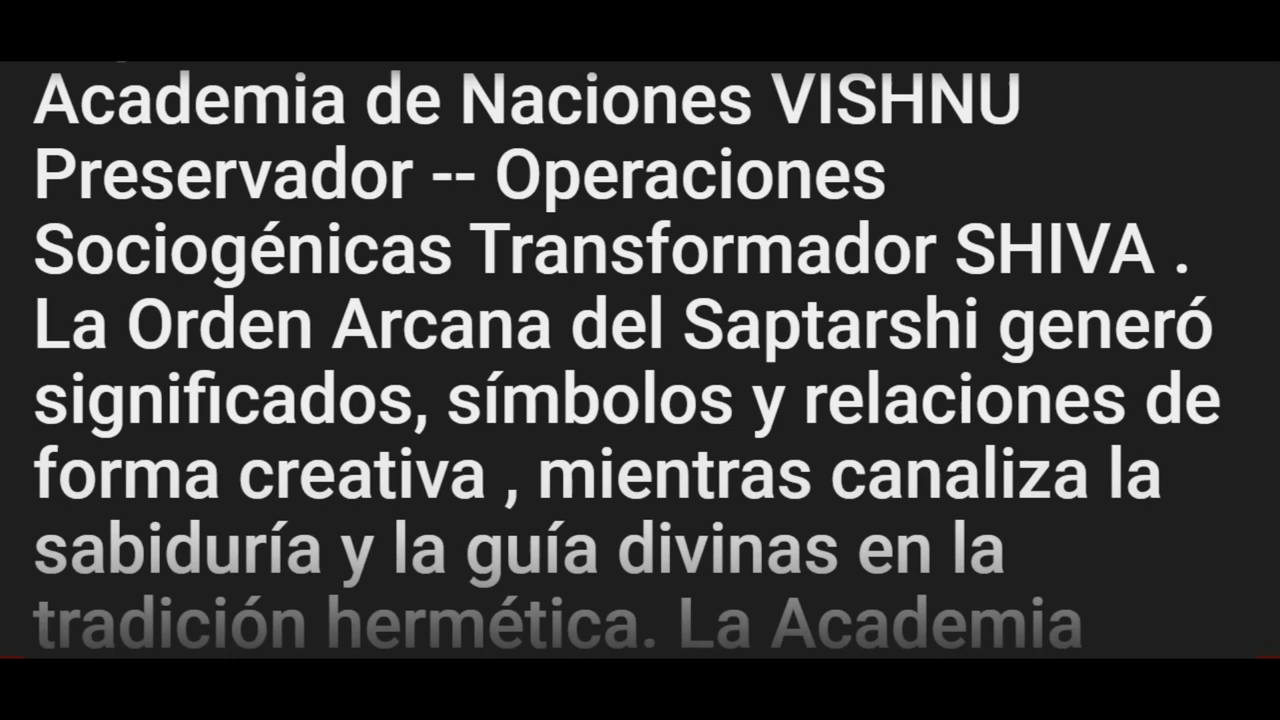 Academia de Naciones VISHNU
Preservador -- Operaciones
Sociogénicas Transformador SHIVA .
La Orden Arcana del Saptarshi generó
significados, símbolos y relaciones de
forma creativa , mientras canaliza la
sabiduría y la guía divinas en la
tradición hermética. La Academia